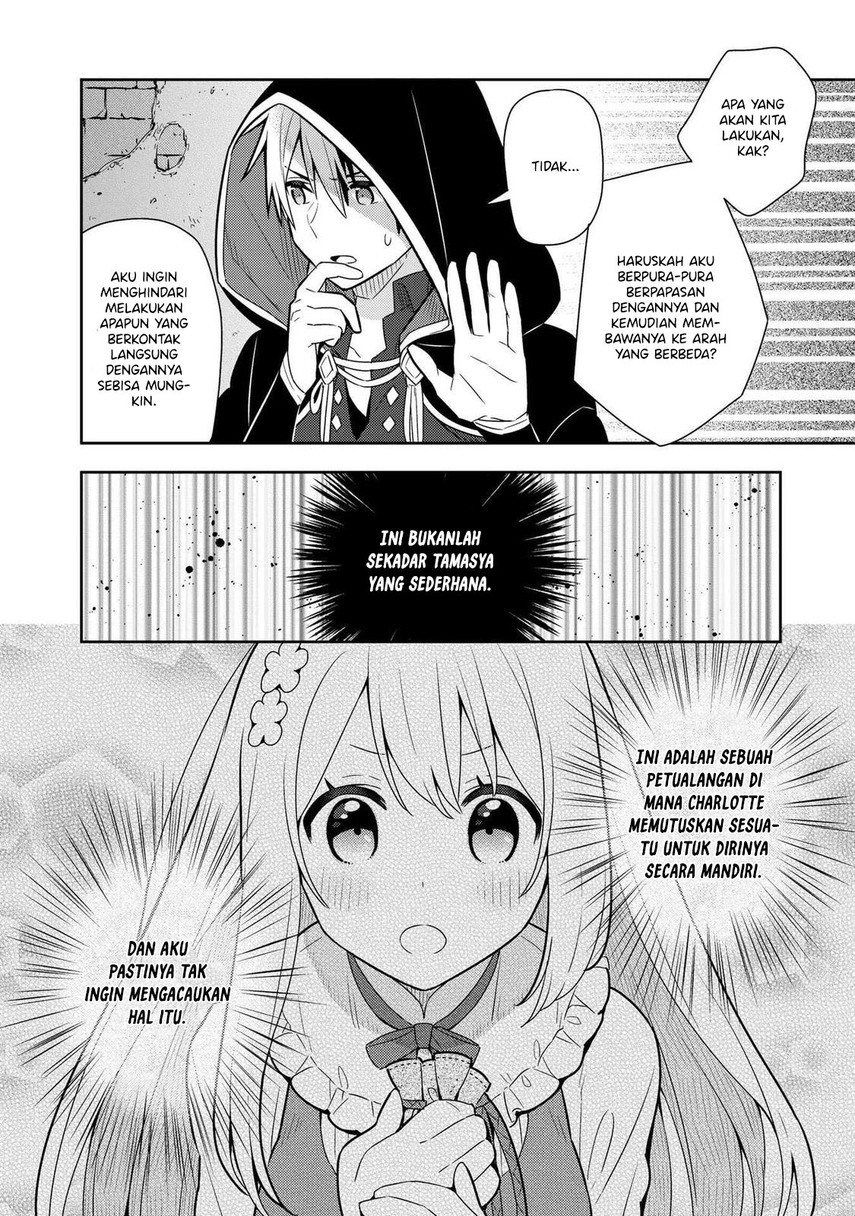 APA YANG
AKAN KITA
LAKUKAN,
KAK?
HARUSKAH AKU
BERPURA-PURA
BERPAPASAN
DENGANNYA DAN
KEMUDIAN MEM-
BAWANYA KE ARAH
YANG BERBEDA?
TIDAK...
AKU INGIN
MENGHINDARI
MELAKUKAN
APAPUN YANG
BERKONTAK
LANGSUNG
DENGANNYA
SEBISA MUNG-
KIN.
INI BUKANLAH
SEKADAR TAMASYA
YANG SEDERHANA.
INI ADALAH SEBUAH
PETUALANGAN DI
MANA CHARLOTTE
MEMUTUSKAN SESUA-
TU UNTUK DIRINYA
SECARA MANDIRI.
DAN AKU
PASTINYA TAK
INGIN MENGACAUKAN
HAL ITU.